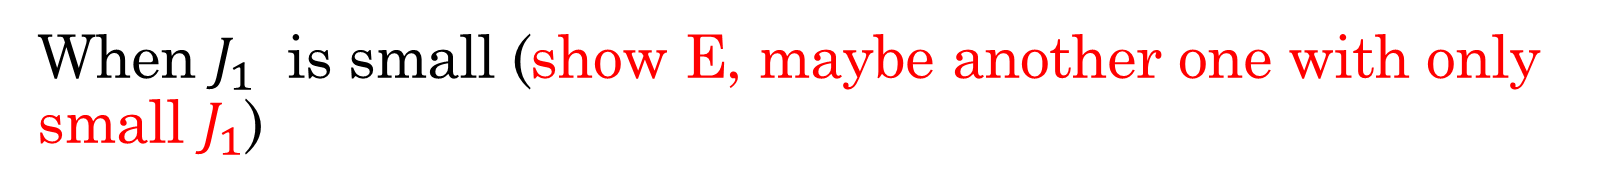 When J₁ is small (show E, maybe another one with only
small J₁)